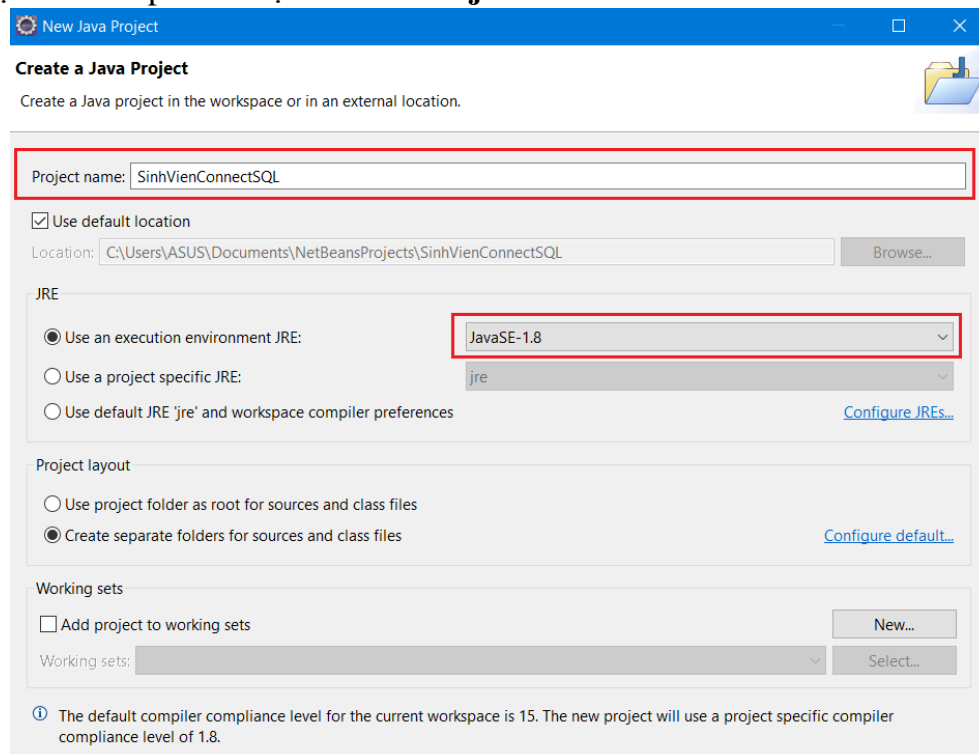 New Java Project
Create a Java Project
Create a Java project in the workspace or in an external location.
Project name: SinhVienConnectSQL
Use default location
Location: C:\Users\ASUS\Documents\NetBeansProjects\SinhVienConnectSQL Browse...
JRE
Use an execution environment JRE: JavaSE-1.8
Use a project specific JRE: jre
Use default JRE 'jre' and workspace compiler preferences Configure JREs...
Project layout
Use project folder as root for sources and class files
Create separate folders for sources and class files Configure default...
Working sets
Add project to working sets New...
Working sets: Select...
The default compiler compliance level for the current workspace is 15. The new project will use a project specific compiler
compliance level of 1.8.